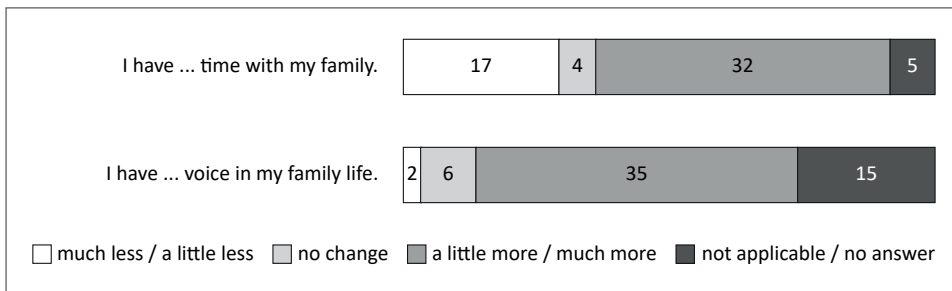 I have ... time with my family.
17 4 32 5
I have ... voice in my family life.
2 6 35 15
much less / a little less no change a little more / much more not applicable / no answer